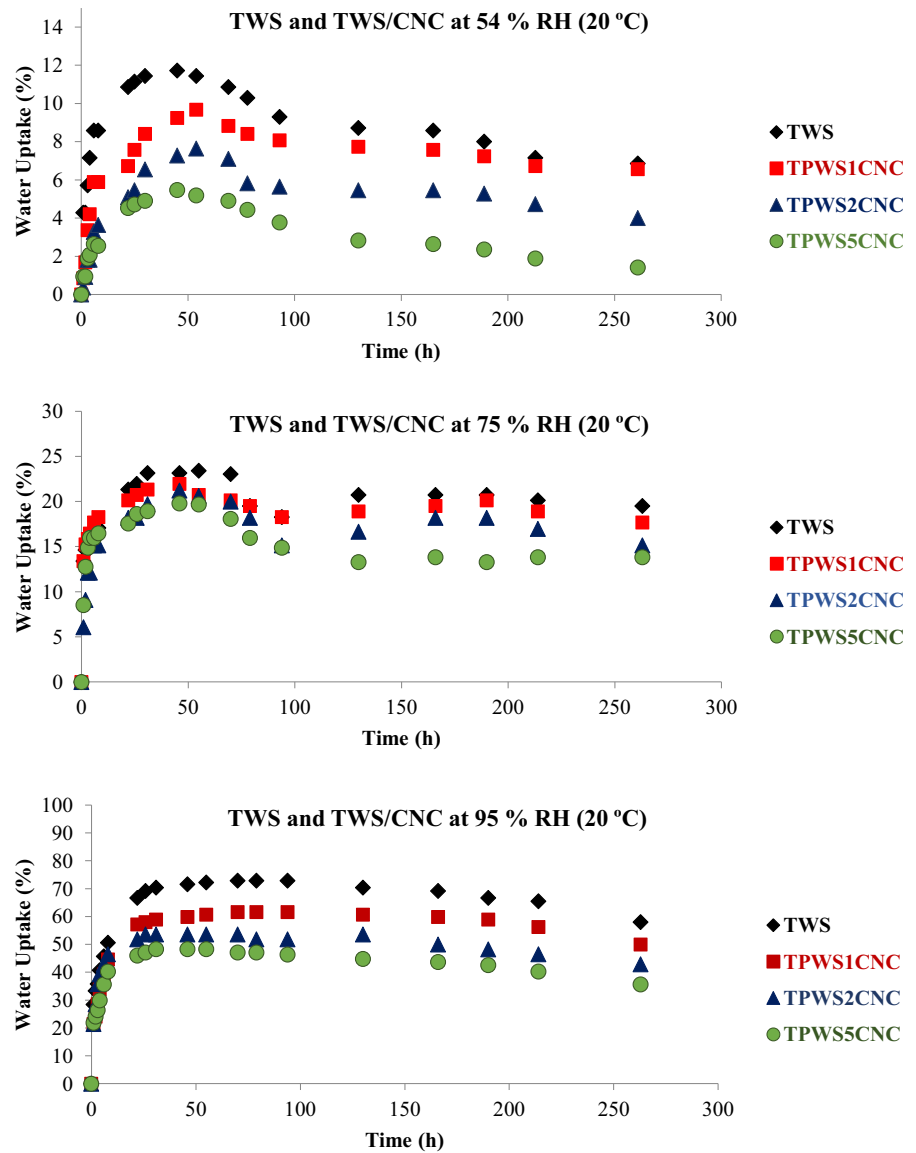 TWS and TWS/CNC at 54 % RH (20 ºC)
Water Uptake (%)
14
12
10
8
6
4
2
0
0 50 100 150 200 250 300
Time (h)
TWS
TPWS1CNC
TPWS2CNC
TPWS5CNC
TWS and TWS/CNC at 75 % RH (20 ºC)
Water Uptake (%)
30
25
20
15
10
5
0
0 50 100 150 200 250 300
Time (h)
TWS
TPWS1CNC
TPWS2CNC
TPWS5CNC
TWS and TWS/CNC at 95 % RH (20 ºC)
Water Uptake (%)
100
90
80
70
60
50
40
30
20
10
0
0 50 100 150 200 250 300
Time (h)
TWS
TPWS1CNC
TPWS2CNC
TPWS5CNC